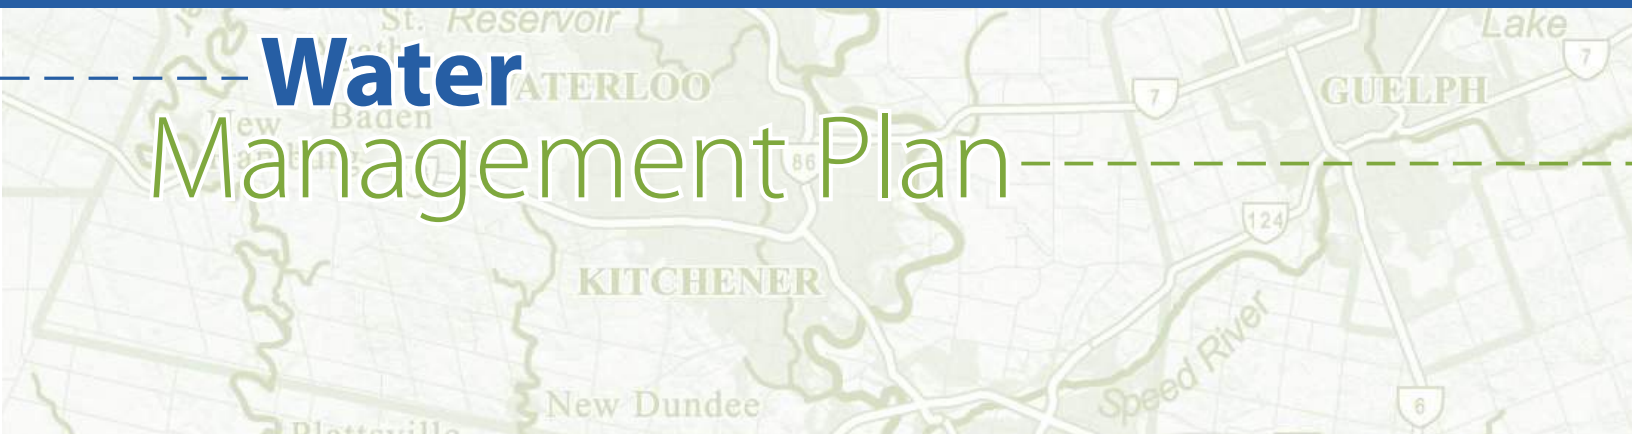 St. Reservoir
Lake
Water
7
WATERLOO
7
GUELPH
New
Baden
Management Plan
86
124
KITCHENER
Speed River
New Dundee
6